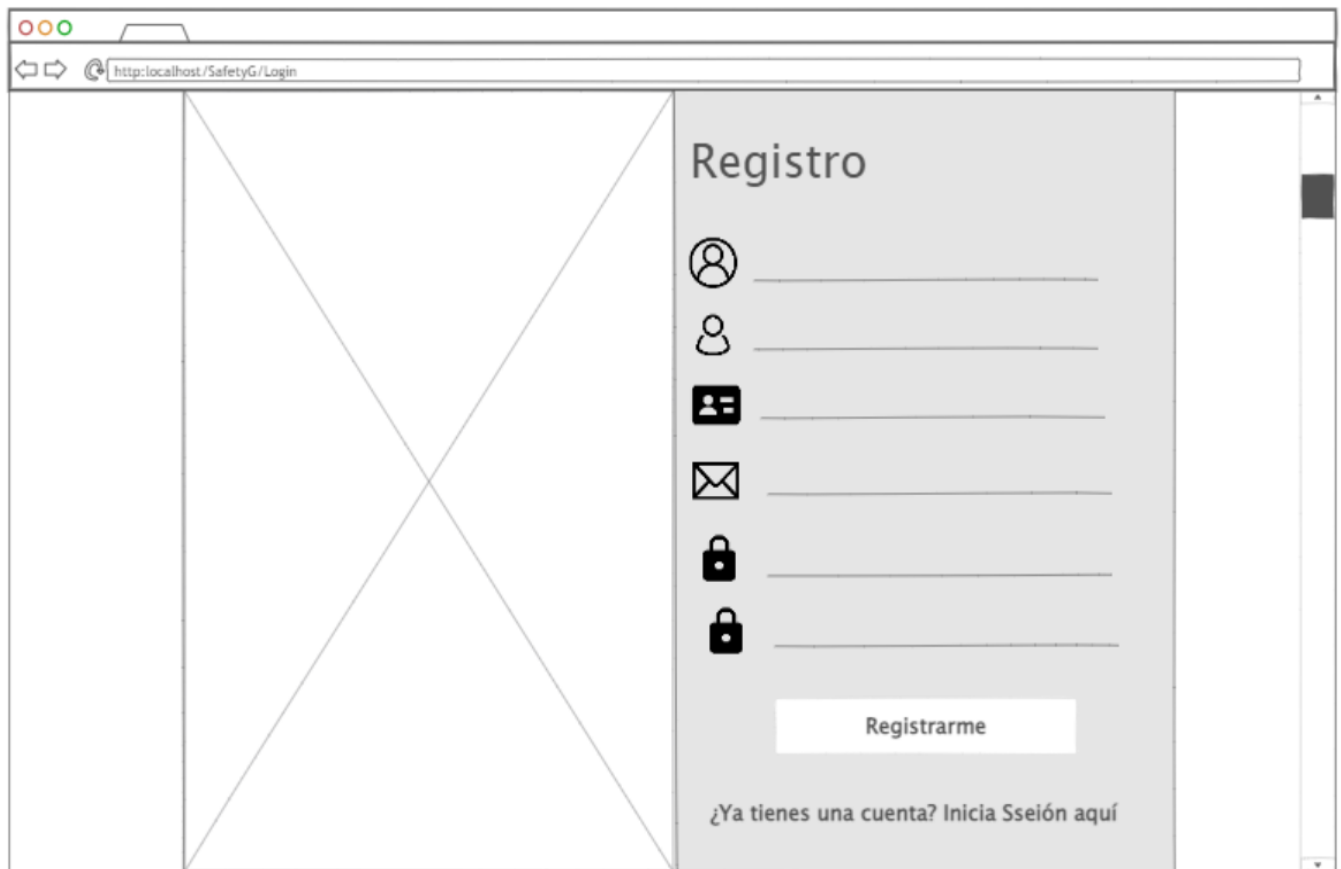 http:localhost/SafetyG/Login
Registro
Registrarme
¿Ya tienes una cuenta? Inicia Sseión aquí